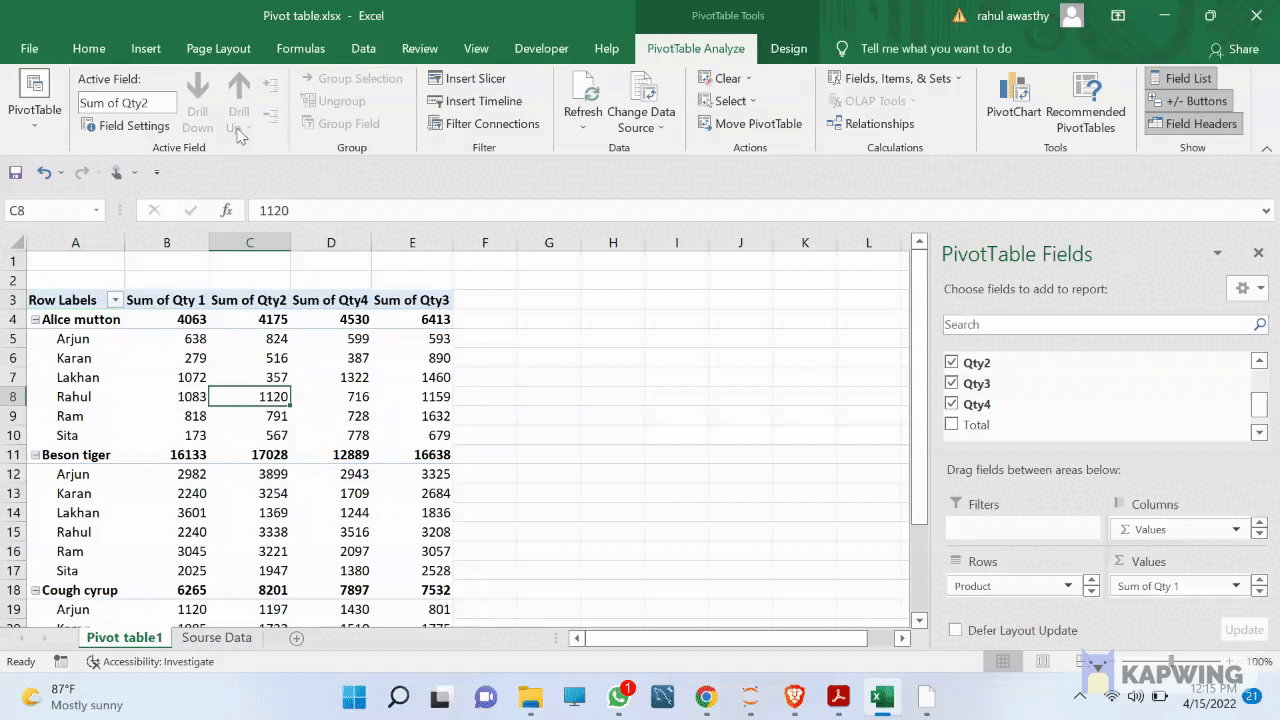 Pivot table.xlsx - Excel
PivotTable Tools
rahul awasthy
File Home Insert Page Layout Formulas Data Review View Developer Help PivotTable Analyze Design Tell me what you want to do Share
PivotTable
Active Field:
Sum of Qty2
Field Settings
Drill Down
Drill Up
Active Field
Group Selection
Ungroup
Group Field
Group
Insert Slicer
Insert Timeline
Filter Connections
Filter
Refresh
Change Data Source
Data
Clear
Select
Move PivotTable
Actions
Fields, Items, & Sets
OLAP Tools
Relationships
Calculations
PivotChart
Recommended PivotTables
Tools
Field List
+/- Buttons
Field Headers
Show
C8 fx 1120
A B C D E F G H I J K L
1
2
3 Row Labels Sum of Qty 1 Sum of Qty2 Sum of Qty4 Sum of Qty3
4 Alice mutton 4063 4175 4530 6413
5 Arjun 638 824 599 593
6 Karan 279 516 387 890
7 Lakhan 1072 357 1322 1460
8 Rahul 1083 1120 716 1159
9 Ram 818 791 728 1632
10 Sita 173 567 778 679
11 Beson tiger 16133 17028 12889 16638
12 Arjun 2982 3899 2943 3325
13 Karan 2240 3254 1709 2684
14 Lakhan 3601 1369 1244 1836
15 Rahul 2240 3338 3516 3208
16 Ram 3045 3221 2097 3057
17 Sita 2025 1947 1380 2528
18 Cough cyrup 6265 8201 7897 7532
19 Arjun 1120 1197 1430 801
PivotTable Fields
Choose fields to add to report:
Search
Qty2
Qty3
Qty4
Total
Drag fields between areas below:
Filters
Columns
Σ Values
Rows
Product
Σ Values
Sum of Qty 1
Defer Layout Update
Update
Pivot table1 Sourse Data
Ready Accessibility: Investigate 100%
KAPWING
87°F
Mostly sunny
1
12:15 PM
4/15/2022
21